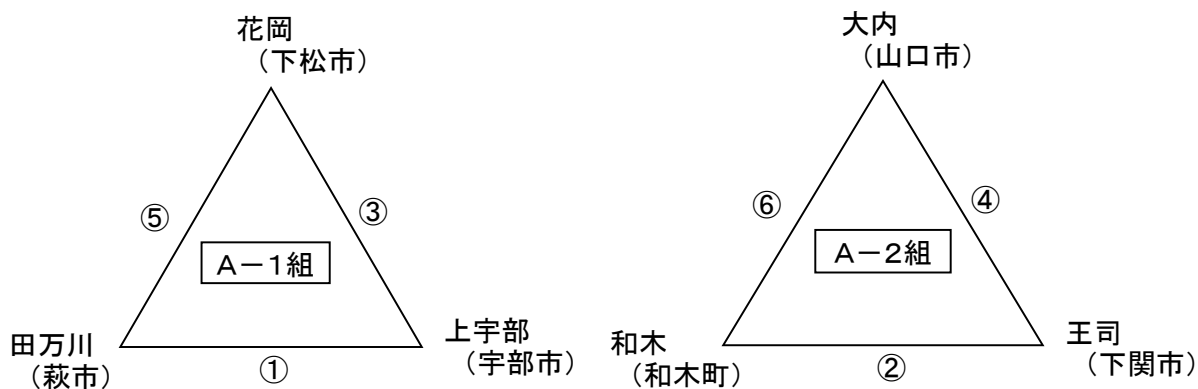 花岡
(下松市)
⑤
③
A－1組
田万川
(萩市)
上宇部
(宇部市)
①
大内
(山口市)
⑥
④
A－2組
和木
(和木町)
王司
(下関市)
②